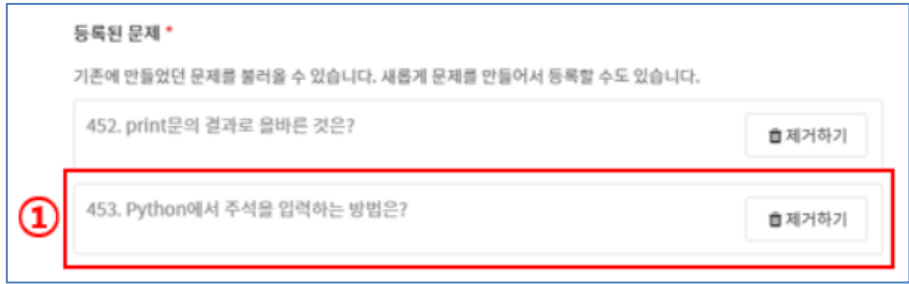 등록된 문제 *
기존에 만들었던 문제를 불러올 수 있습니다. 새롭게 문제를 만들어서 등록할 수도 있습니다.
452. print문의 결과로 올바른 것은?
제거하기
① 453. Python에서 주석을 입력하는 방법은?
제거하기